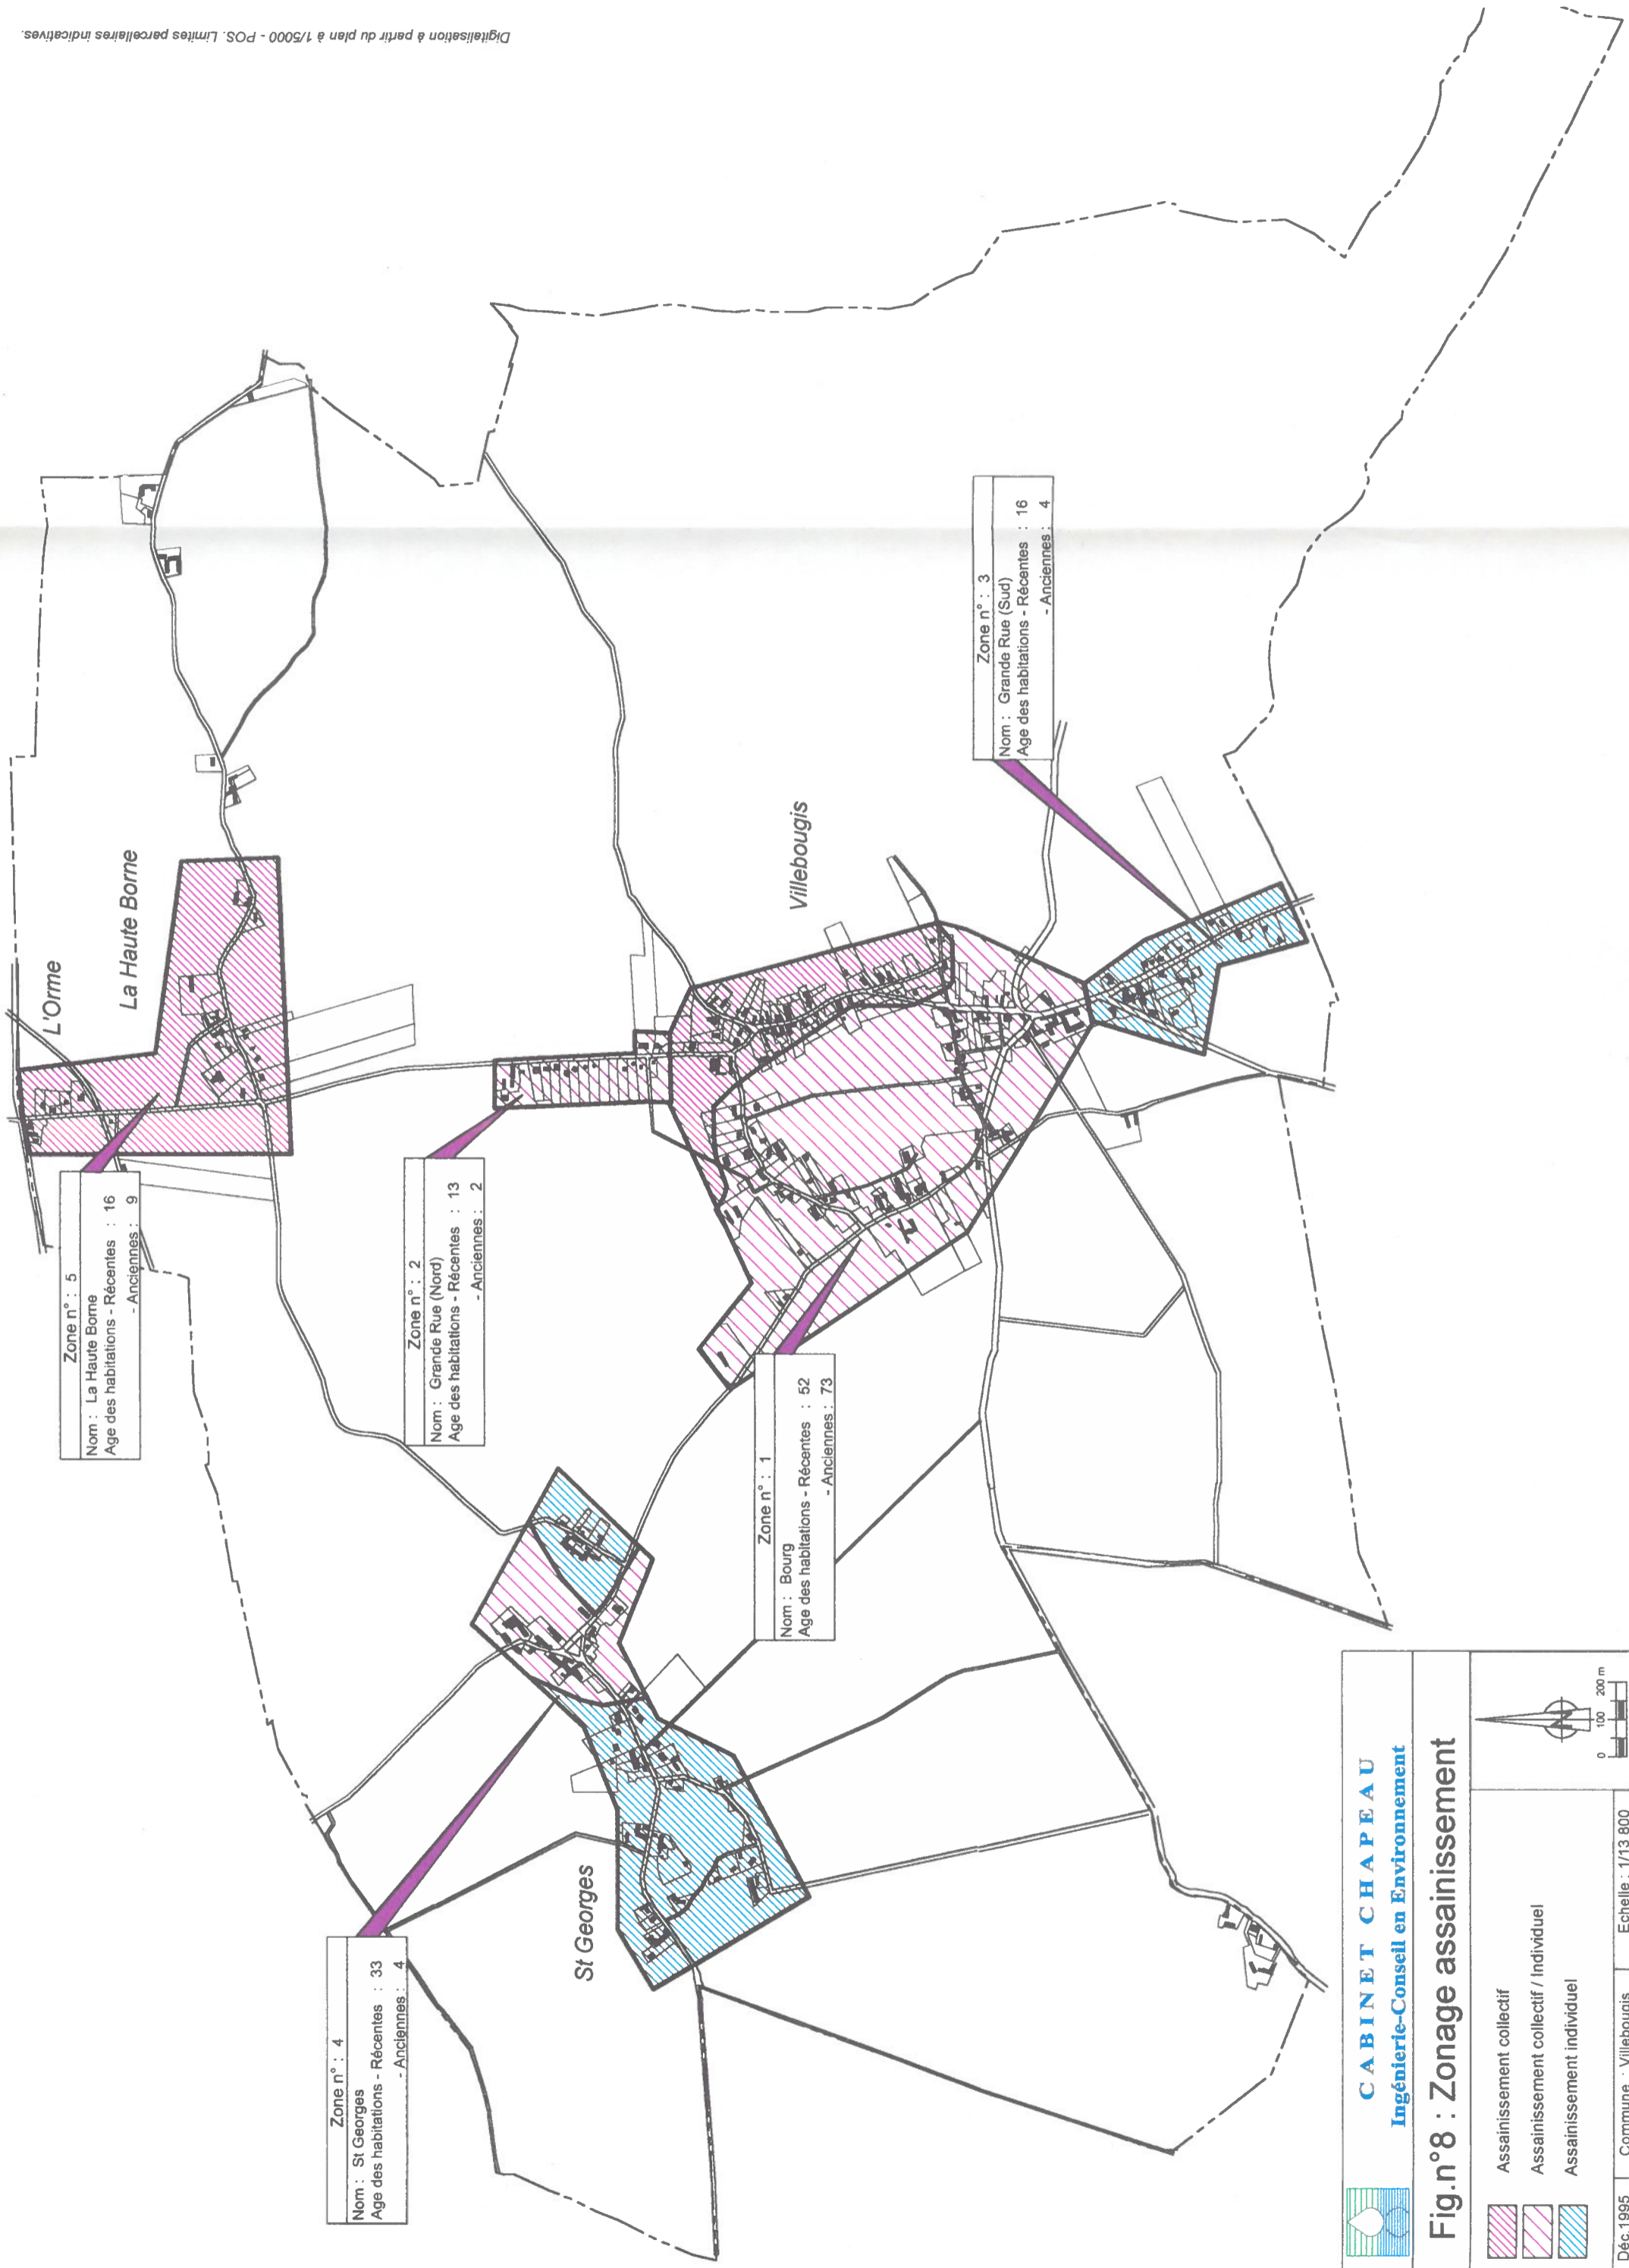 Digitalisation à partir du plan à 1/5000 - POS. Limites parcellaires indicatives.
L'Orme
La Haute Borne
Zone n° : 5
Nom : La Haute Borne
Age des habitations - Récentes : 16
- Anciennes : 9
Zone n° : 2
Nom : Grande Rue (Nord)
Age des habitations - Récentes : 13
- Anciennes : 2
Villebougis
Zone n° : 3
Nom : Grande Rue (Sud)
Age des habitations - Récentes : 16
- Anciennes : 4
Zone n° : 1
Nom : Bourg
Age des habitations - Récentes : 52
- Anciennes : 73
St Georges
Zone n° : 4
Nom : St Georges
Age des habitations - Récentes : 33
- Anciennes : 4
CABINET CHAPEAU
Ingénierie-Conseil en Environnement
Fig.n°8 : Zonage assainissement
Assainissement collectif
Assainissement collectif / Individuel
Assainissement individuel
N
0 100 200 m
Déc.1995 Commune : Villebougis Echelle : 1/13 800